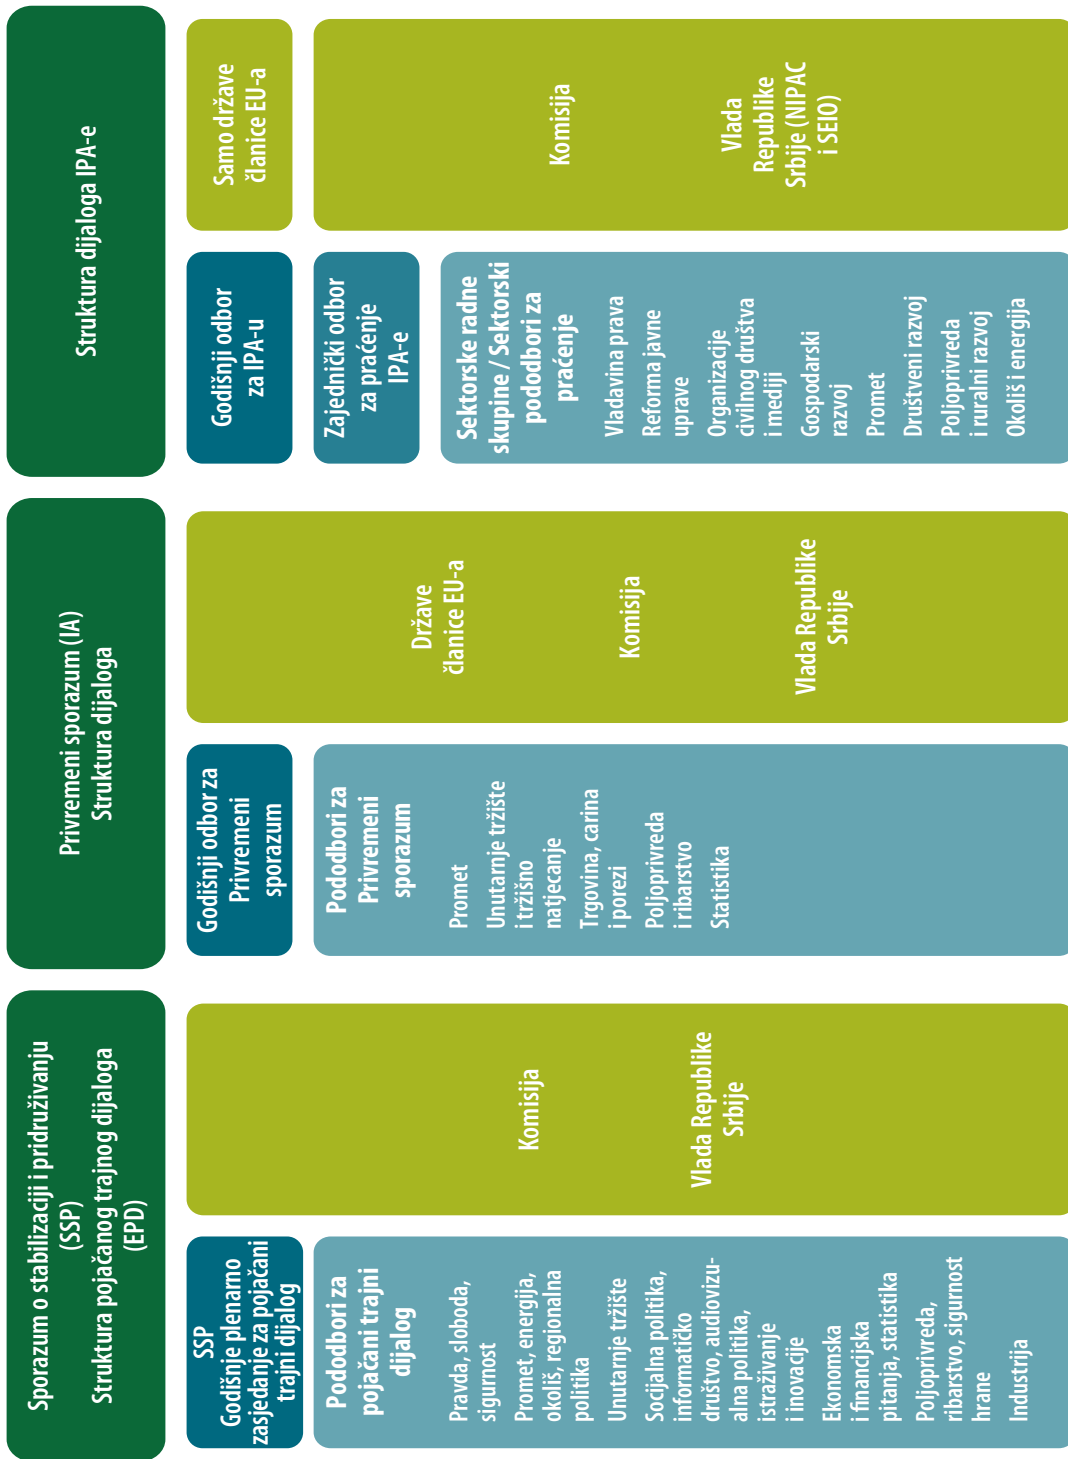 Sporazum o stabilizaciji i pridruživanju
(SSP)
Struktura pojačanog trajnog dijaloga
(EPD)
SSP
Godišnje plenarno
zasjedanje za pojačani
trajni dijalog
Pododbori za
pojačani trajni
dijalog
Pravda, sloboda,
sigurnost
Promet, energija,
okoliš, regionalna
politika
Unutarnje tržište
Socijalna politika,
informatičko
društvo, audiovizu-
alna politika,
istraživanje
i inovacije
Ekonomska
i financijska
pitanja, statistika
Poljoprivreda,
ribarstvo, sigurnost
hrane
Industrija
Komisija
Vlada Republike
Srbije
Privremeni sporazum (IA)
Struktura dijaloga
Godišnji odbor za
Privremeni
sporazum
Pododbori za
Privremeni
sporazum
Promet
Unutarnje tržište
i tržišno
natjecanje
Trgovina, carina
i porezi
Poljoprivreda
i ribarstvo
Statistika
Države
članice EU-a
Komisija
Vlada Republike
Srbije
Struktura dijaloga IPA-e
Godišnji odbor
za IPA-u
Zajednički odbor
za praćenje
IPA-e
Sektorske radne
skupine / Sektorski
pododbori za
praćenje
Vladavina prava
Reforma javne
uprave
Organizacije
civilnog društva
i mediji
Gospodarski
razvoj
Promet
Društveni razvoj
Poljoprivreda
i ruralni razvoj
Okoliš i energija
Samo države
članice EU-a
Komisija
Vlada
Republike
Srbije (NIPAC
i SEIO)